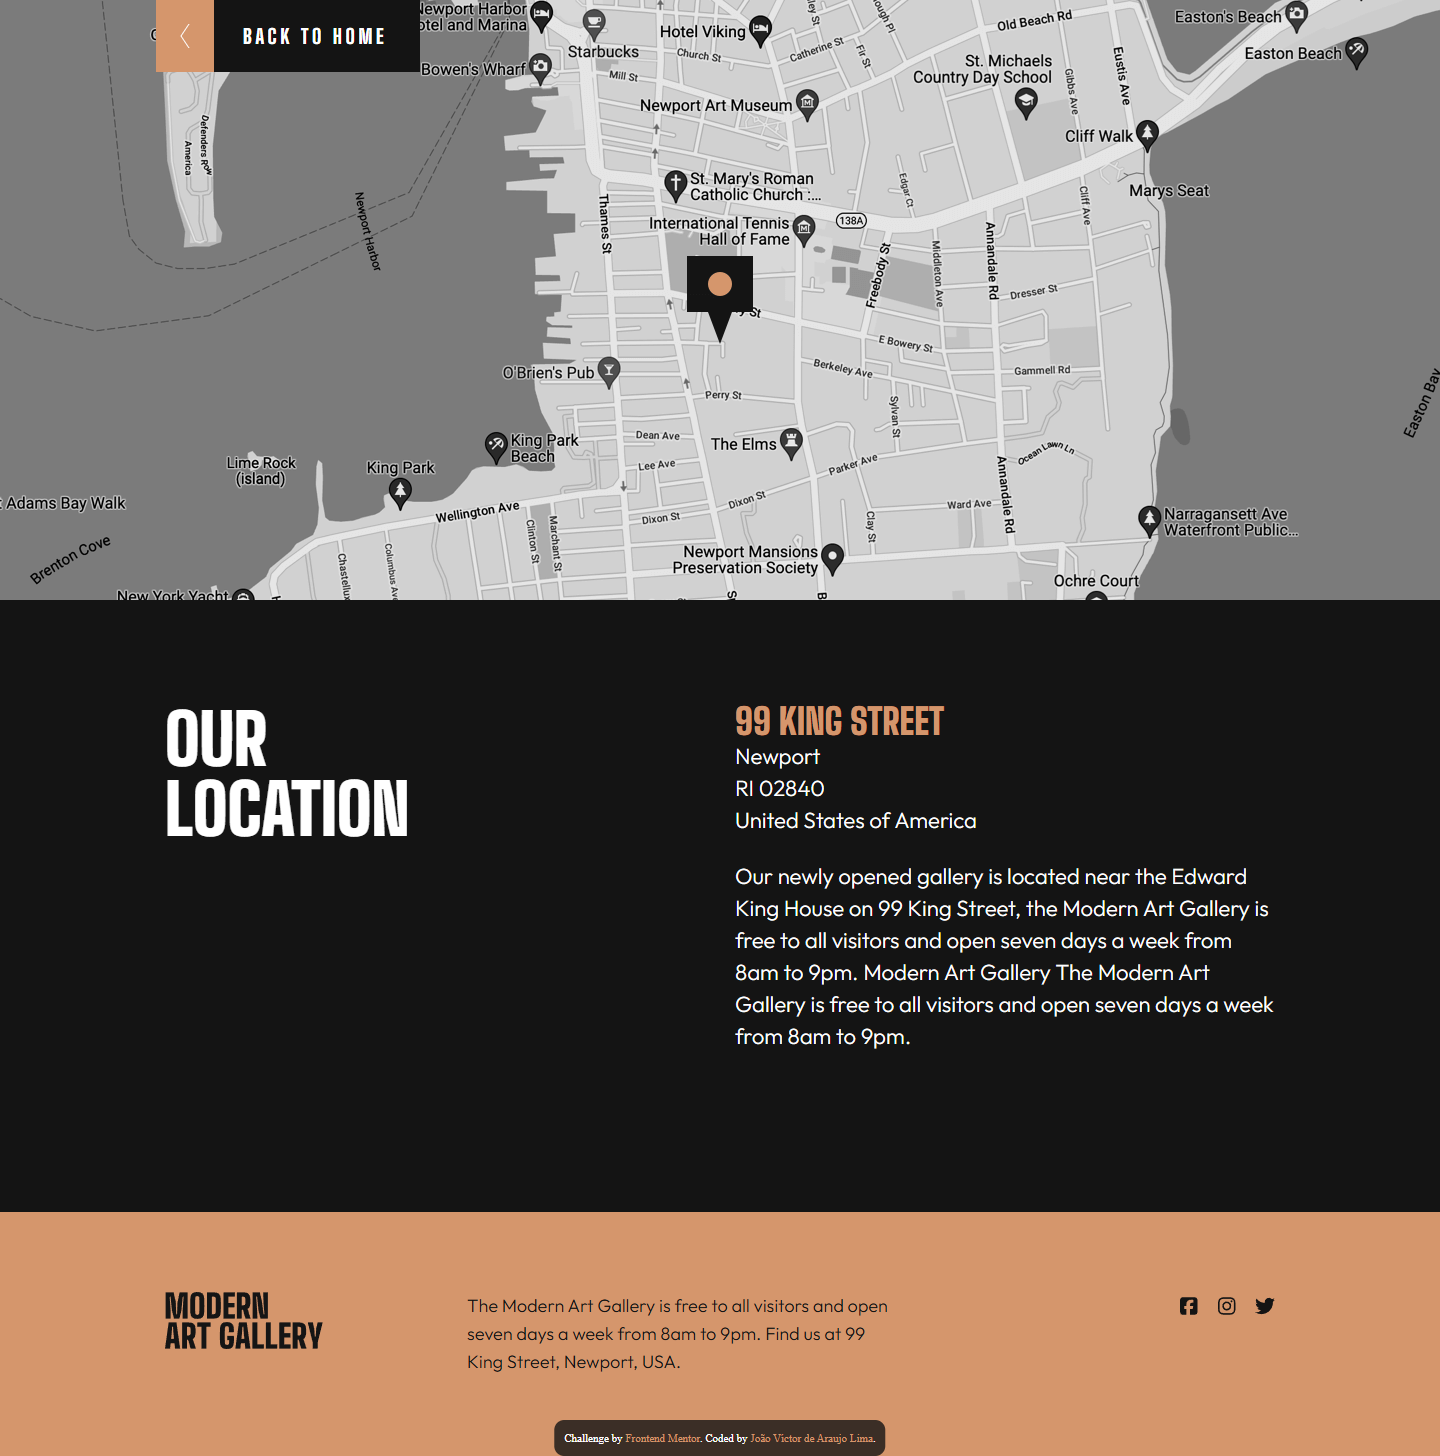 BACK TO HOME
Newport Harbor
Hotel and Marina
Starbucks
Hotel Viking
Church St
Catherine St
Fir St
Old Beach Rd
Easton's Beach
Easton Beach
Bowen's Wharf
Mill St
St. Michaels
Country Day School
Eustis Ave
Gibbs Ave
Newport Art Museum
Cliff Walk
Defenders Row
America
St. Mary's Roman
Catholic Church :...
Edgar Ct
Cliff Ave
Marys Seat
Newport Harbor
Thames St
International Tennis
Hall of Fame
138A
Freebody St
Middleton Ave
Annandale Rd
Dresser St
y St
E Bowery St
O'Brien's Pub
Berkeley Ave
Gammell Rd
Easton Bay
Perry St
Sylvan St
King Park
Beach
Dean Ave
The Elms
Lime Rock
(island)
King Park
Lee Ave
Parker Ave
Ocean Lawn Ln
Adams Bay Walk
Wellington Ave
Dixon St
Dixon St
Annandale Rd
Ward Ave
Narragansett Ave
Waterfront Public...
Clinton St
Marchant St
Clay St
Brenton Cove
Chastellux
Columbus Ave
Newport Mansions
Preservation Society
Ochre Court
New York Yacht
OUR
LOCATION
99 KING STREET
Newport
RI 02840
United States of America
Our newly opened gallery is located near the Edward
King House on 99 King Street, the Modern Art Gallery is
free to all visitors and open seven days a week from
8am to 9pm. Modern Art Gallery The Modern Art
Gallery is free to all visitors and open seven days a week
from 8am to 9pm.
MODERN
ART GALLERY
The Modern Art Gallery is free to all visitors and open
seven days a week from 8am to 9pm. Find us at 99
King Street, Newport, USA.
Challenge by Frontend Mentor. Coded by João Victor de Araujo Lima.